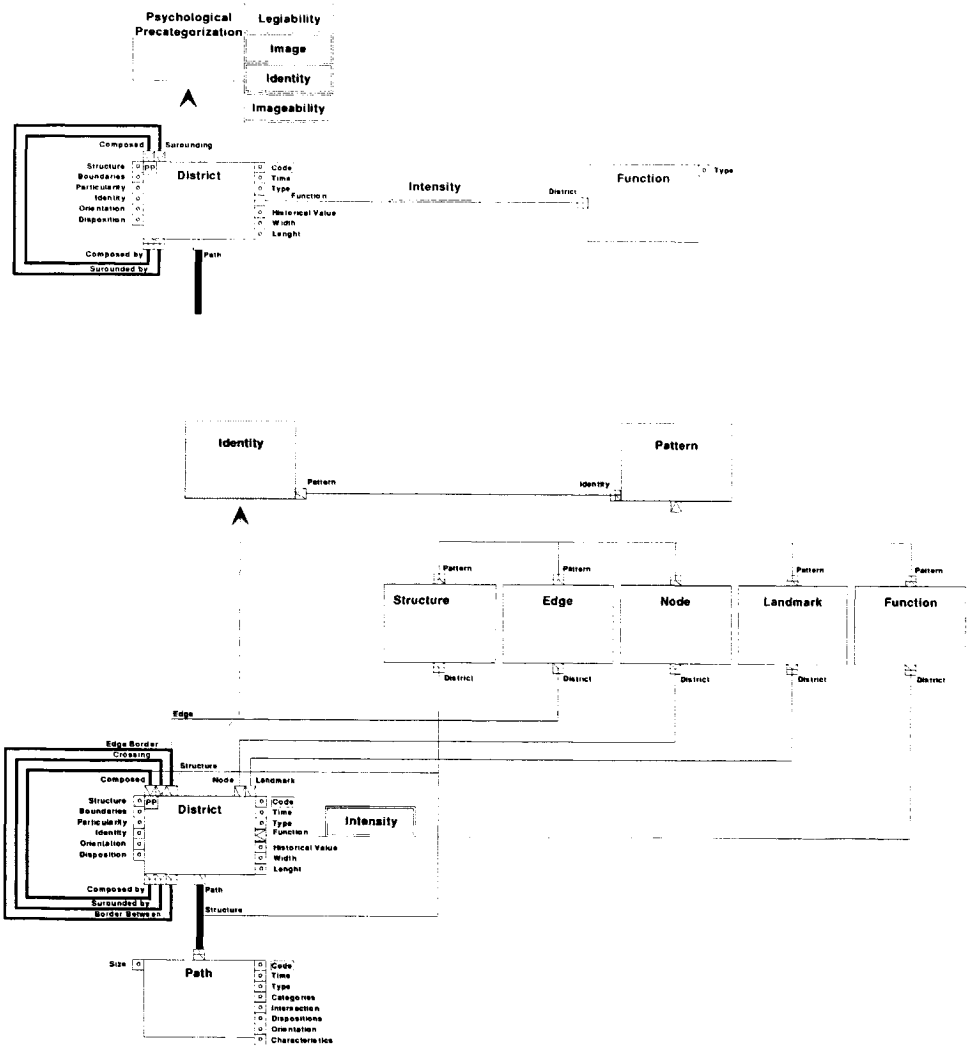 Psychological
Precategorization
Legiability
Image
Identity
Imageability
Composed
Surounding
Structure
Boundaries
Particularity
Identity
Orientation
Disposition
PP
District
Code
Time
Type
Function
Historical Value
Width
Lenght
Intensity
District
Function
Type
Composed by
Surounded by
Path
Identity
Pattern
Pattern
Identity
Pattern
Pattern
Pattern
Pattern
Structure
Edge
Node
Landmark
Function
District
District
District
District
District
Edge
Edge Border
Crossing
Structure
Composed
Node
Landmark
Structure
Boundaries
Particularity
Identity
Orientation
Disposition
PP
District
Code
Time
Type
Function
Historical Value
Width
Lenght
Intensity
Composed by
Surounded by
Border Between
Path
Structure
Size
Path
Code
Time
Type
Categories
Intersection
Dispositions
Orientation
Characteristics